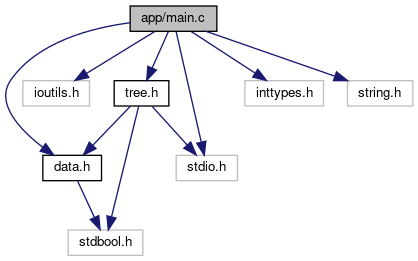 app/main.c
ioutils.h
tree.h
inttypes.h
string.h
data.h
stdio.h
stdbool.h